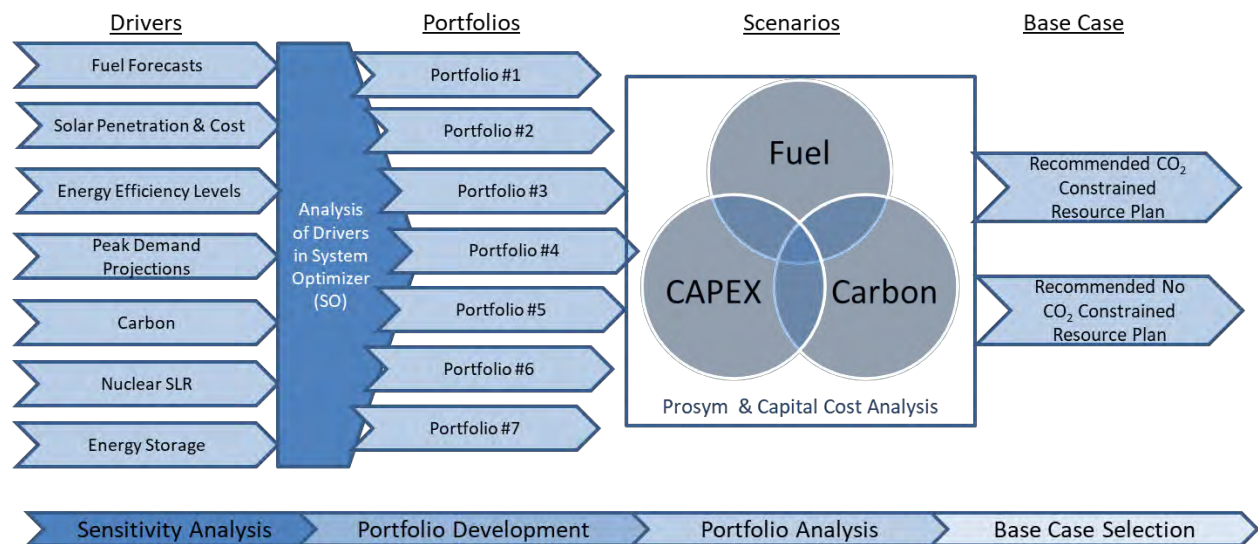 Drivers
Portfolios
Scenarios
Base Case
Fuel Forecasts
Solar Penetration & Cost
Energy Efficiency Levels
Peak Demand
Projections
Carbon
Nuclear SLR
Energy Storage
Analysis
of Drivers
in System
Optimizer
(SO)
Portfolio #1
Portfolio #2
Portfolio #3
Portfolio #4
Portfolio #5
Portfolio #6
Portfolio #7
Fuel
CAPEX
Carbon
Prosym & Capital Cost Analysis
Recommended CO₂
Constrained
Resource Plan
Recommended No
CO₂ Constrained
Resource Plan
Sensitivity Analysis
Portfolio Development
Portfolio Analysis
Base Case Selection